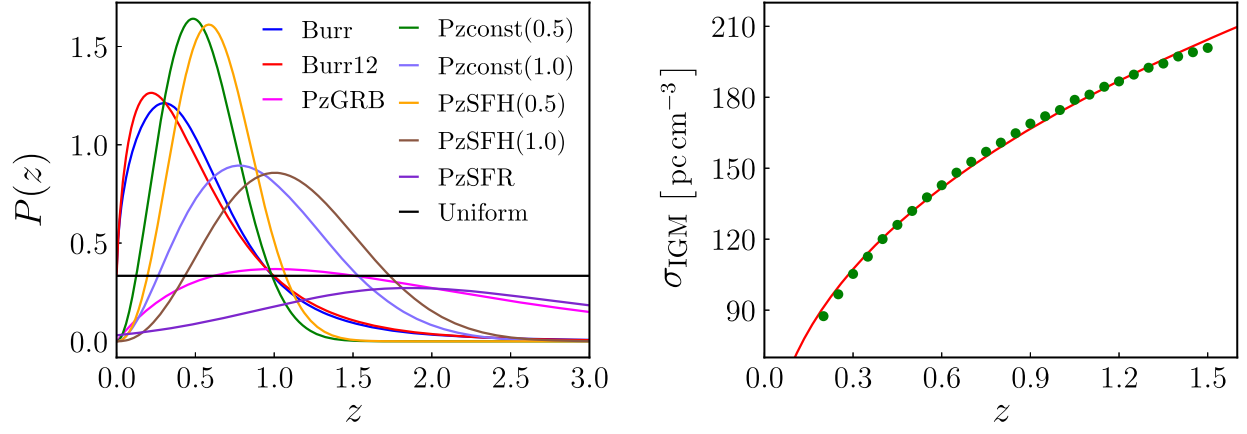 P(z)
1.5
1.0
0.5
0.0
Burr
Burr12
PzGRB
Pzconst(0.5)
Pzconst(1.0)
PzSFH(0.5)
PzSFH(1.0)
PzSFR
Uniform
0.0 0.5 1.0 1.5 2.0 2.5 3.0
z
σIGM [ pc cm−3]
210
180
150
120
90
0.0 0.3 0.6 0.9 1.2 1.5
z